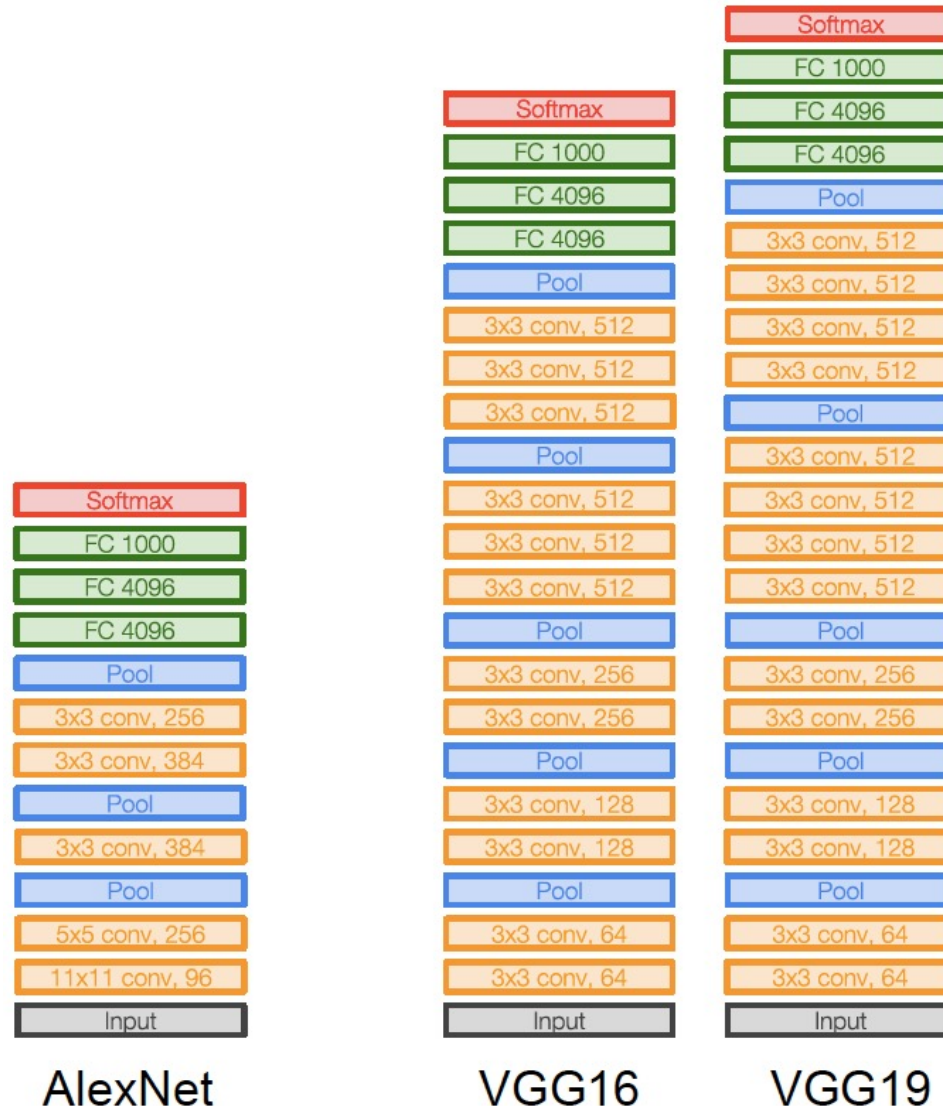 Softmax
FC 1000
FC 4096
FC 4096
Pool
3x3 conv, 256
3x3 conv, 384
Pool
3x3 conv, 384
Pool
5x5 conv, 256
11x11 conv, 96
Input
AlexNet
Softmax
FC 1000
FC 4096
FC 4096
Pool
3x3 conv, 512
3x3 conv, 512
3x3 conv, 512
Pool
3x3 conv, 512
3x3 conv, 512
3x3 conv, 512
Pool
3x3 conv, 256
3x3 conv, 256
Pool
3x3 conv, 128
3x3 conv, 128
Pool
3x3 conv, 64
3x3 conv, 64
Input
VGG16
Softmax
FC 1000
FC 4096
FC 4096
Pool
3x3 conv, 512
3x3 conv, 512
3x3 conv, 512
3x3 conv, 512
Pool
3x3 conv, 512
3x3 conv, 512
3x3 conv, 512
3x3 conv, 512
Pool
3x3 conv, 256
3x3 conv, 256
Pool
3x3 conv, 128
3x3 conv, 128
Pool
3x3 conv, 64
3x3 conv, 64
Input
VGG19